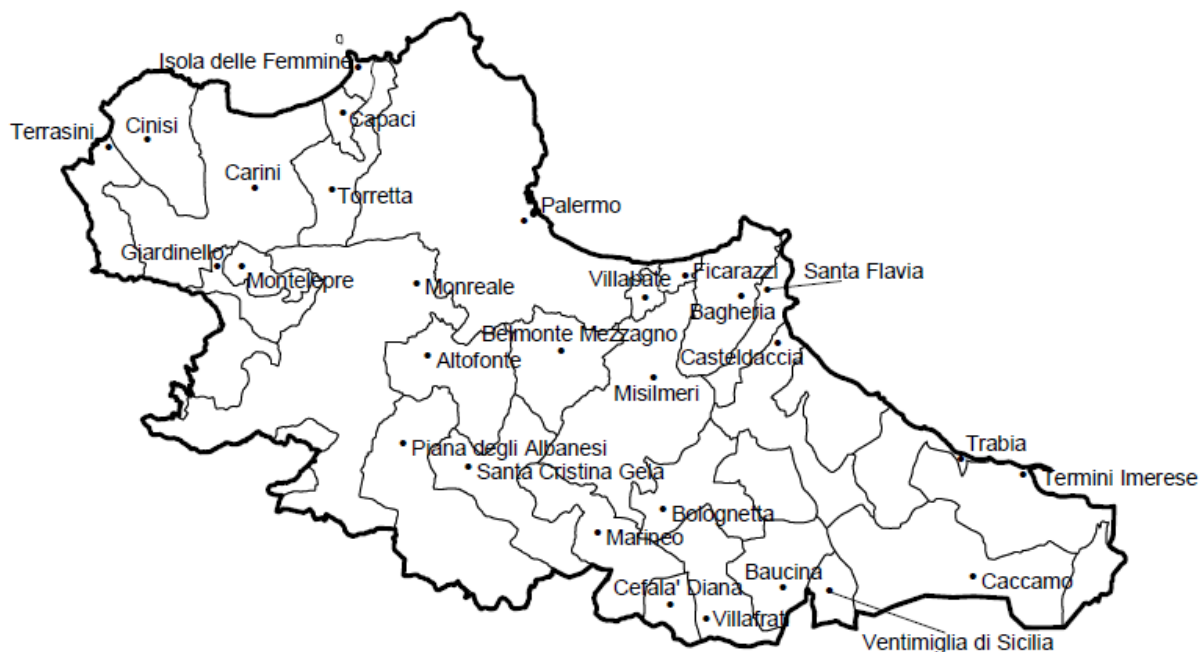 Isola delle Femmine
Capaci
Terrasini
Cinisi
Carini
Torretta
Palermo
Giardinello
Montelepre
Monreale
Villabate
Ficarazzi
Santa Flavia
Bagheria
Belmonte Mezzagno
Altofonte
Casteldaccia
Misilmeri
Piana degli Albanesi
Santa Cristina Gela
Trabia
Termini Imerese
Bolognetta
Marineo
Baucina
Cefala' Diana
Caccamo
Villafrati
Ventimiglia di Sicilia